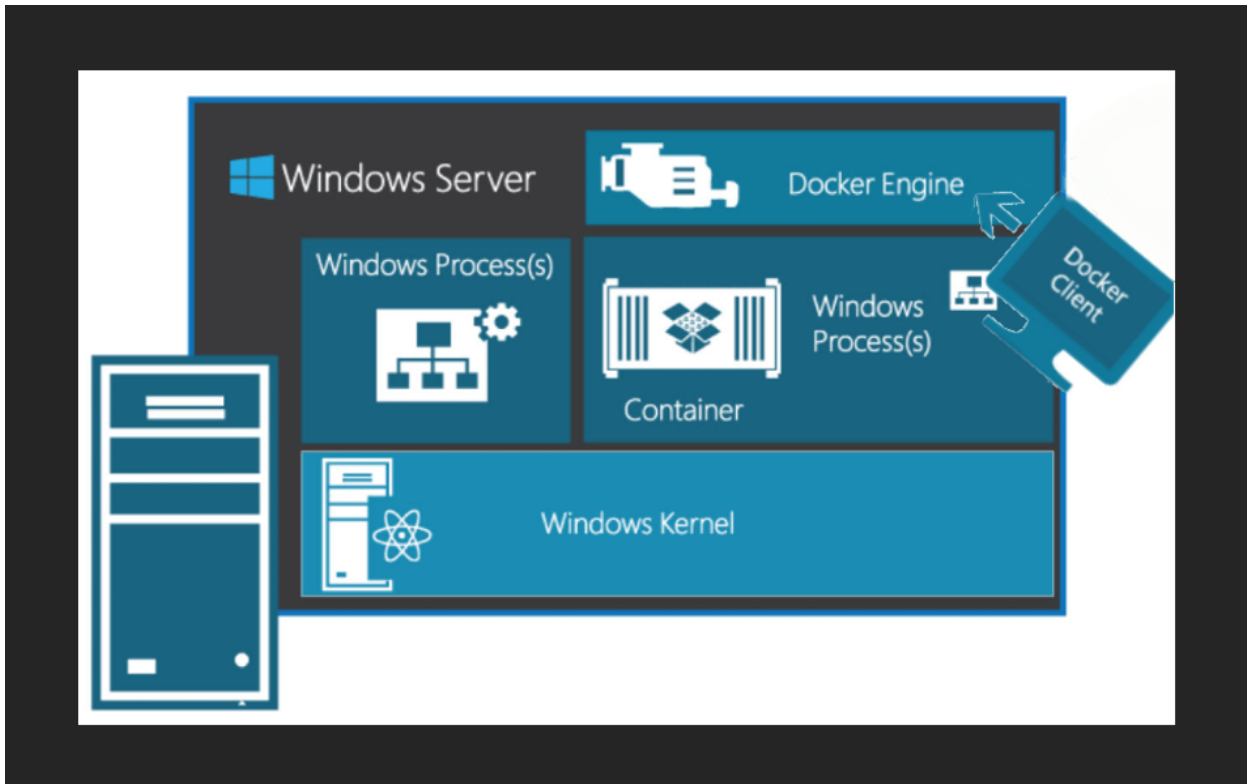 Windows Server
Docker Engine
Windows Process(s)
Windows
Process(s)
Container
Docker
Client
Windows Kernel